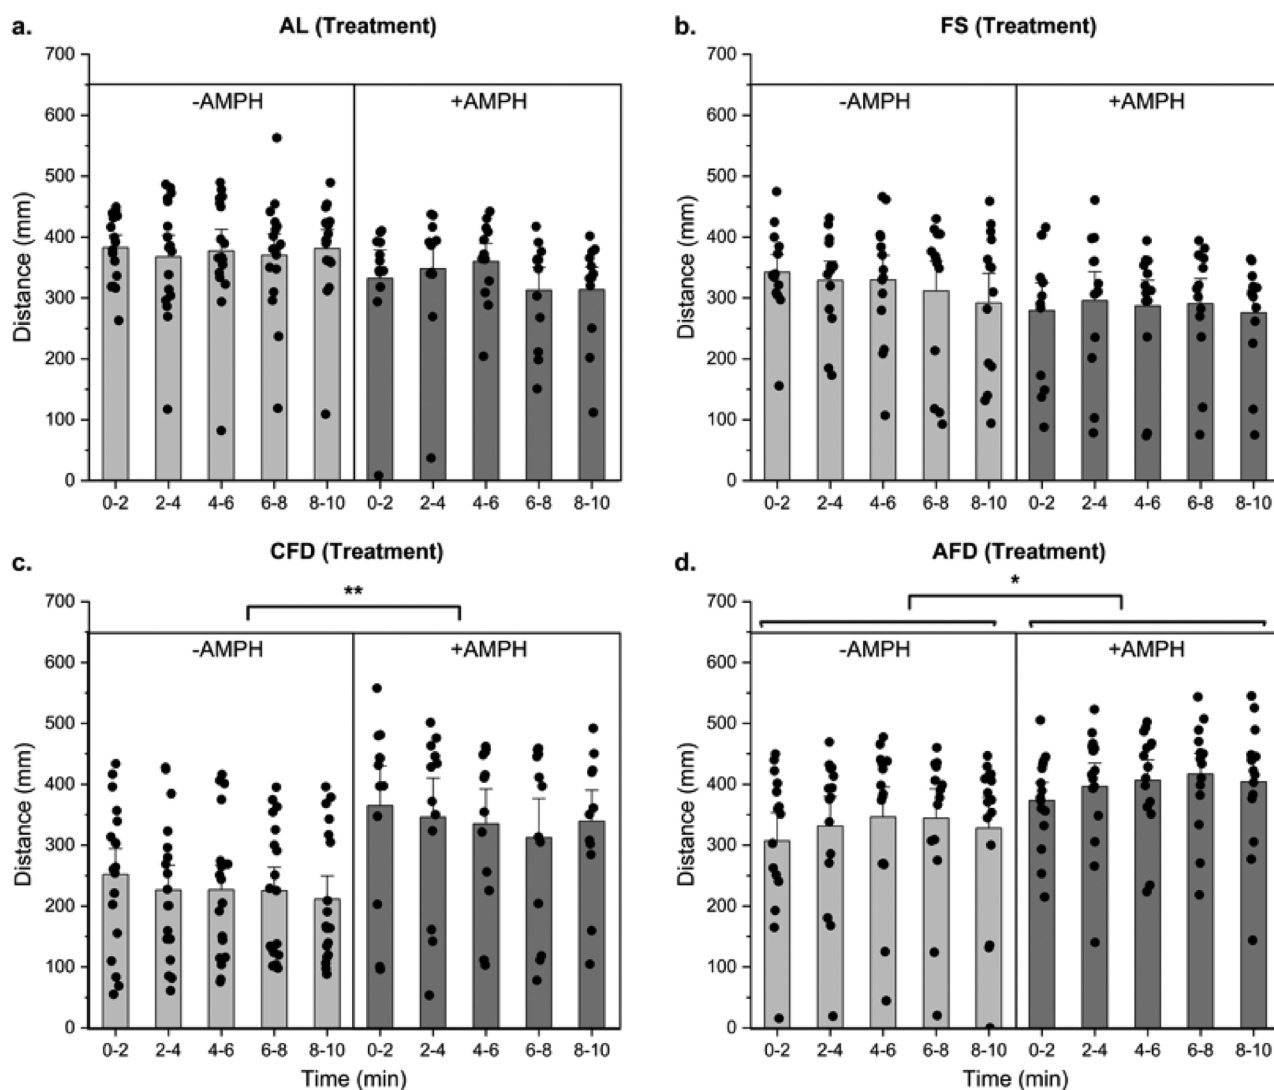 a.
AL (Treatment)
700
600
500
400
300
200
100
0
Distance (mm)
-AMPH
+AMPH
0-2 2-4 4-6 6-8 8-10 0-2 2-4 4-6 6-8 8-10
b.
FS (Treatment)
700
600
500
400
300
200
100
0
Distance (mm)
-AMPH
+AMPH
0-2 2-4 4-6 6-8 8-10 0-2 2-4 4-6 6-8 8-10
c.
CFD (Treatment)
**
700
600
500
400
300
200
100
0
Distance (mm)
-AMPH
+AMPH
0-2 2-4 4-6 6-8 8-10 0-2 2-4 4-6 6-8 8-10
Time (min)
d.
AFD (Treatment)
*
700
600
500
400
300
200
100
0
Distance (mm)
-AMPH
+AMPH
0-2 2-4 4-6 6-8 8-10 0-2 2-4 4-6 6-8 8-10
Time (min)